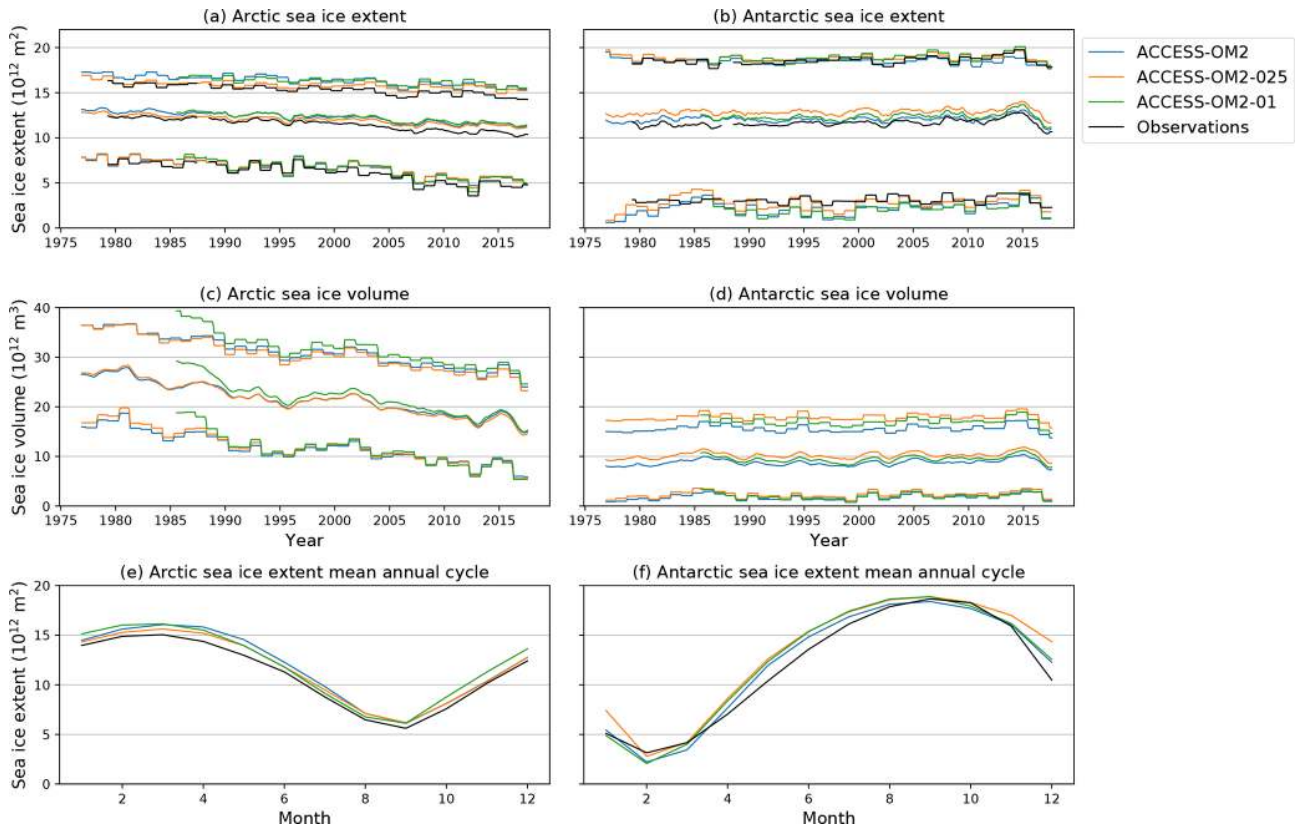 (a) Arctic sea ice extent
(b) Antarctic sea ice extent
Sea ice extent (10¹² m²)
20
15
10
5
0
1975 1980 1985 1990 1995 2000 2005 2010 2015
1975 1980 1985 1990 1995 2000 2005 2010 2015
ACCESS-OM2
ACCESS-OM2-025
ACCESS-OM2-01
Observations
(c) Arctic sea ice volume
(d) Antarctic sea ice volume
Sea ice volume (10¹² m³)
40
30
20
10
0
1975 1980 1985 1990 1995 2000 2005 2010 2015
1975 1980 1985 1990 1995 2000 2005 2010 2015
Year
Year
(e) Arctic sea ice extent mean annual cycle
(f) Antarctic sea ice extent mean annual cycle
Sea ice extent (10¹² m²)
20
15
10
5
0
2 4 6 8 10 12
2 4 6 8 10 12
Month
Month